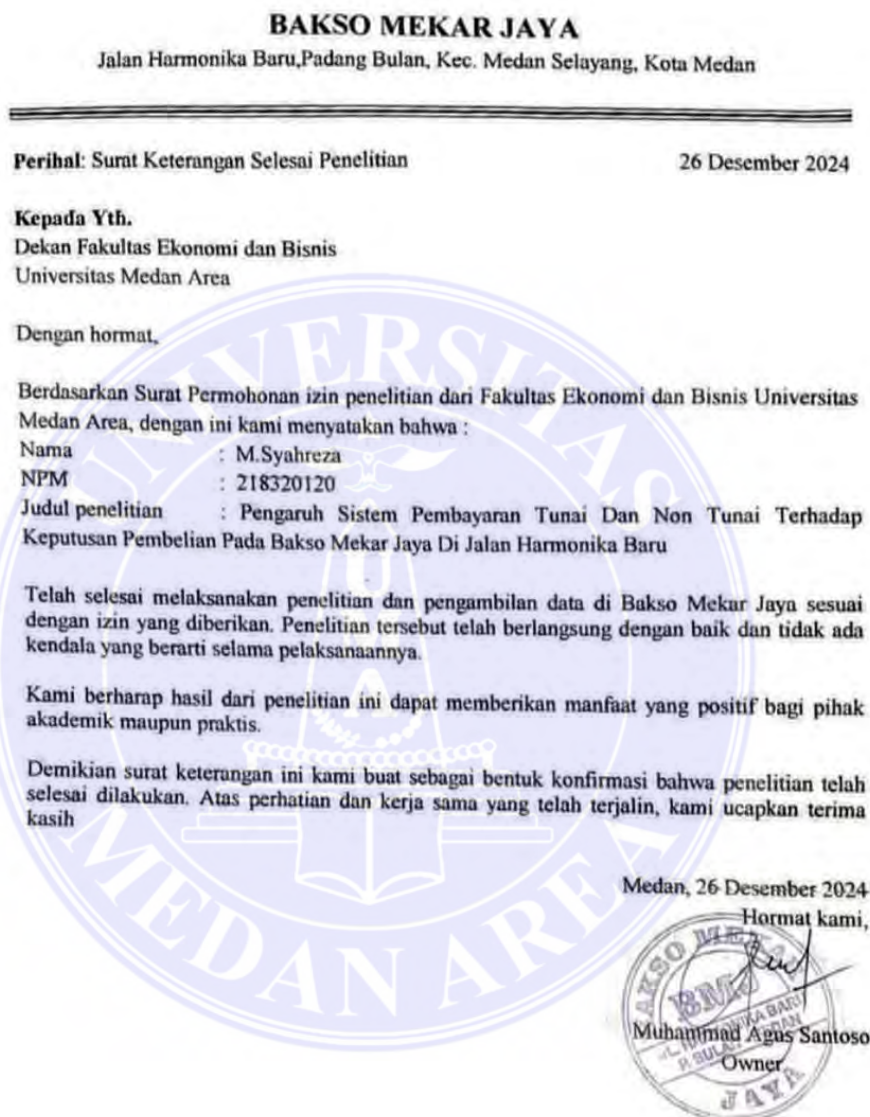 BAKSO MEKAR JAYA
Jalan Harmonika Baru,Padang Bulan, Kec. Medan Selayang, Kota Medan
Perihal: Surat Keterangan Selesai Penelitian 26 Desember 2024
Kepada Yth.
Dekan Fakultas Ekonomi dan Bisnis
Universitas Medan Area
Dengan hormat,
Berdasarkan Surat Permohonan izin penelitian dari Fakultas Ekonomi dan Bisnis Universitas
Medan Area, dengan ini kami menyatakan bahwa :
Nama : M.Syahreza
NPM : 218320120
Judul penelitian : Pengaruh Sistem Pembayaran Tunai Dan Non Tunai Terhadap
Keputusan Pembelian Pada Bakso Mekar Jaya Di Jalan Harmonika Baru
Telah selesai melaksanakan penelitian dan pengambilan data di Bakso Mekar Jaya sesuai
dengan izin yang diberikan. Penelitian tersebut telah berlangsung dengan baik dan tidak ada
kendala yang berarti selama pelaksanaannya.
Kami berharap hasil dari penelitian ini dapat memberikan manfaat yang positif bagi pihak
akademik maupun praktis.
Demikian surat keterangan ini kami buat sebagai bentuk konfirmasi bahwa penelitian telah
selesai dilakukan. Atas perhatian dan kerja sama yang telah terjalin, kami ucapkan terima
kasih
Medan, 26 Desember 2024
Hormat kami,
BAKSO MEKAR
BMJ
Muhammad Agus Santoso
Owner
JAYA
UNIVERSITAS
MEDAN AREA